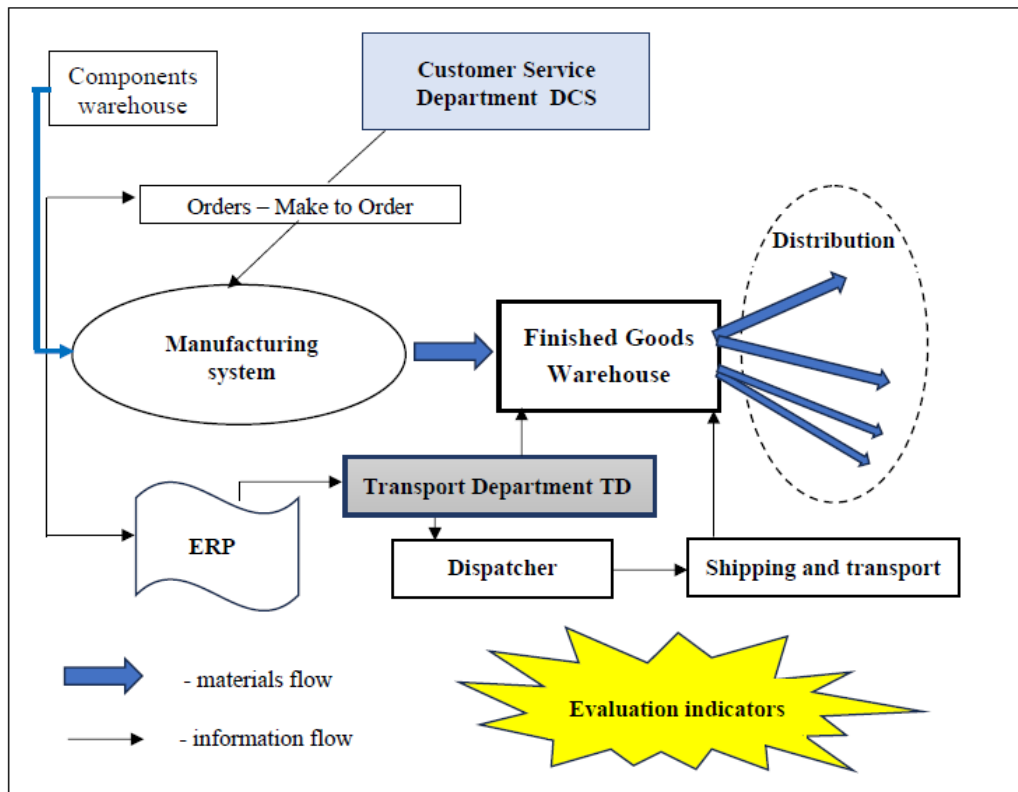 Components
warehouse
Customer Service
Department DCS
Orders – Make to Order
Distribution
Manufacturing
system
Finished Goods
Warehouse
Transport Department TD
ERP
Dispatcher
Shipping and transport
- materials flow
Evaluation indicators
- information flow